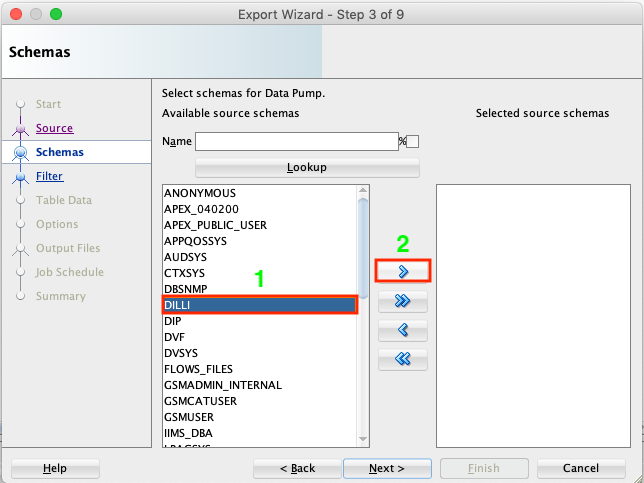 Export Wizard - Step 3 of 9
Schemas
Start
Source
Schemas
Filter
Table Data
Options
Output Files
Job Schedule
Summary
Select schemas for Data Pump.
Available source schemas
Selected source schemas
Name %
Lookup
ANONYMOUS
APEX_040200
APEX_PUBLIC_USER
APPQOSSYS
AUDSYS
CTXSYS
DBSNMP
DILLI
DIP
DVF
DVSYS
FLOWS_FILES
GSMADMIN_INTERNAL
GSMCATUSER
GSMUSER
IIMS_DBA
1
2
Help
< Back
Next >
Finish
Cancel